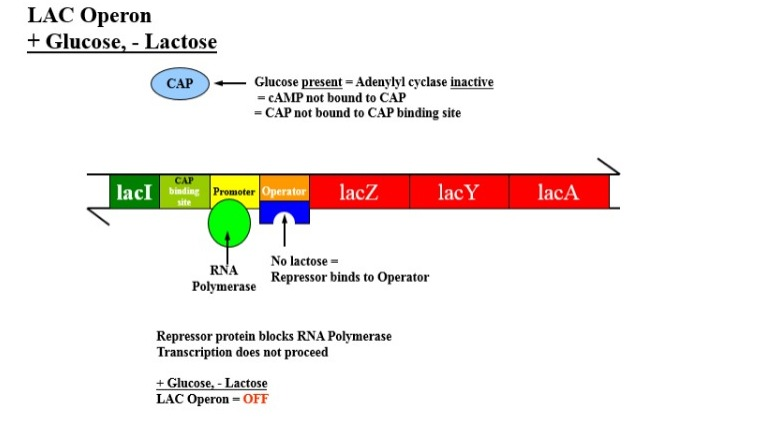 LAC Operon
+ Glucose, - Lactose
CAP
Glucose present = Adenylyl cyclase inactive
= cAMP not bound to CAP
= CAP not bound to CAP binding site
lacI
CAP
binding
site
Promoter
Operator
lacZ
lacY
lacA
RNA
Polymerase
No lactose =
Repressor binds to Operator
Repressor protein blocks RNA Polymerase
Transcription does not proceed
+ Glucose, - Lactose
LAC Operon = OFF